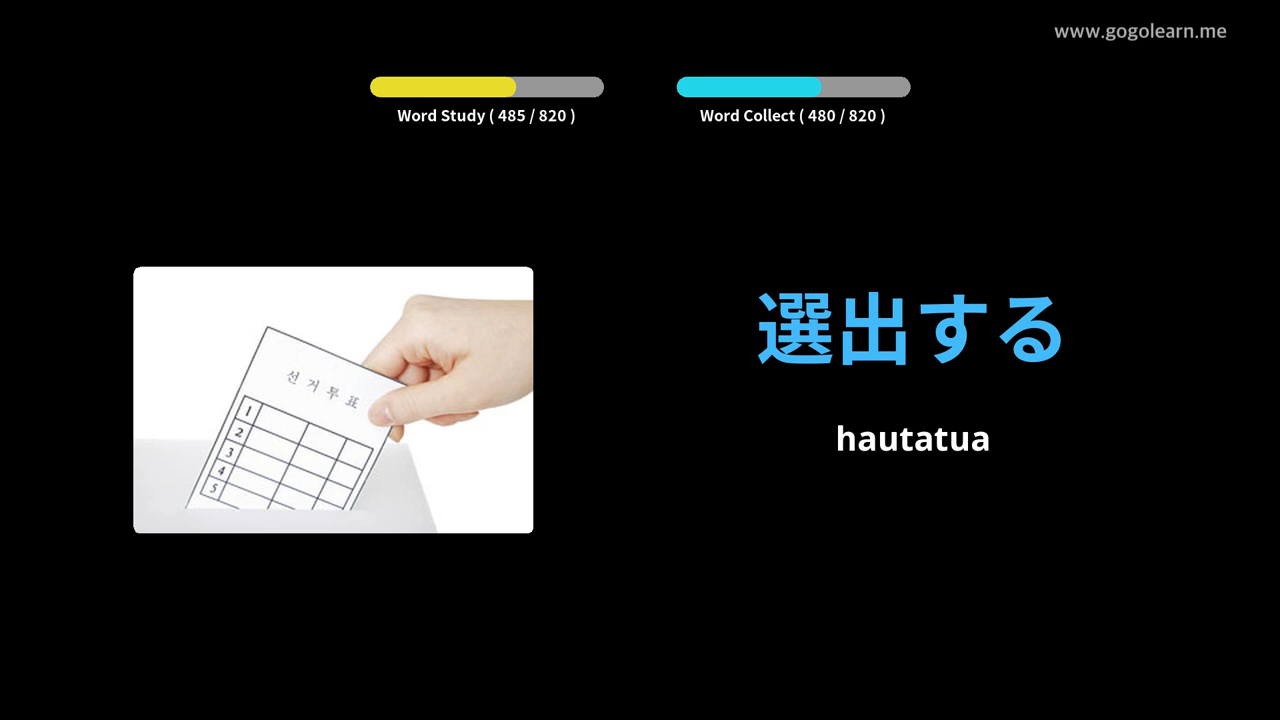 www.gogolearn.me
Word Study ( 485 / 820 )
Word Collect ( 480 / 820 )
선거투표
1
2
3
4
5
選出する
hautatua